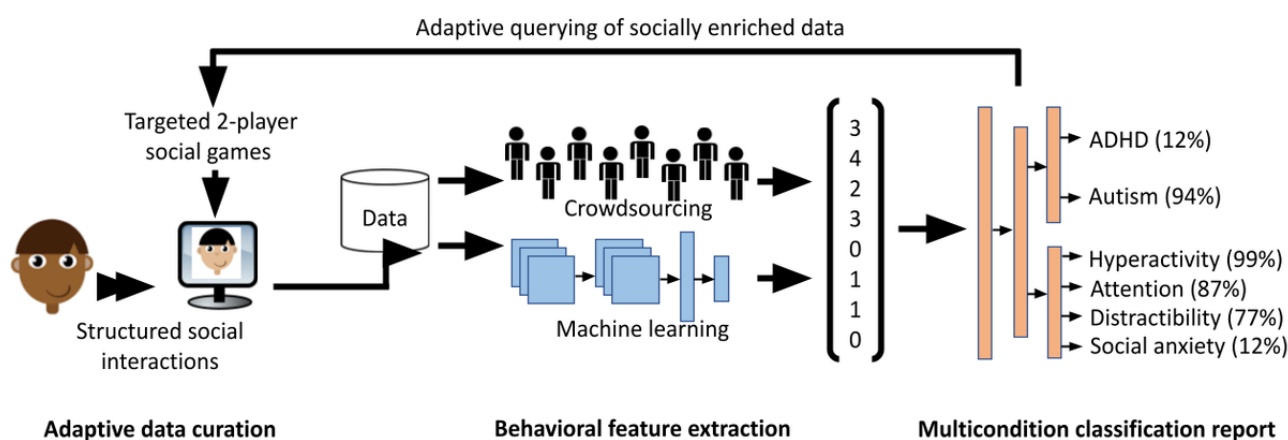 Adaptive querying of socially enriched data
Targeted 2-player
social games
Structured social
interactions
Data
Crowdsourcing
Machine learning
3
4
2
3
0
1
1
0
ADHD (12%)
Autism (94%)
Hyperactivity (99%)
Attention (87%)
Distractibility (77%)
Social anxiety (12%)
Adaptive data curation
Behavioral feature extraction
Multicondition classification report